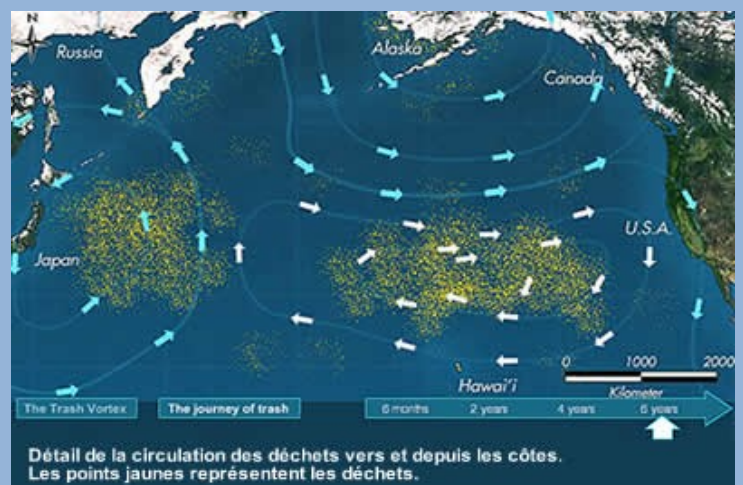 N
Russia
Alaska
Canada
Japan
U.S.A.
Hawai'i
0 1000 2000
Kilometer
The Trash Vortex
The journey of trash
6 months 2 years 4 years 6 years
Détail de la circulation des déchets vers et depuis les côtes.
Les points jaunes représentent les déchets.